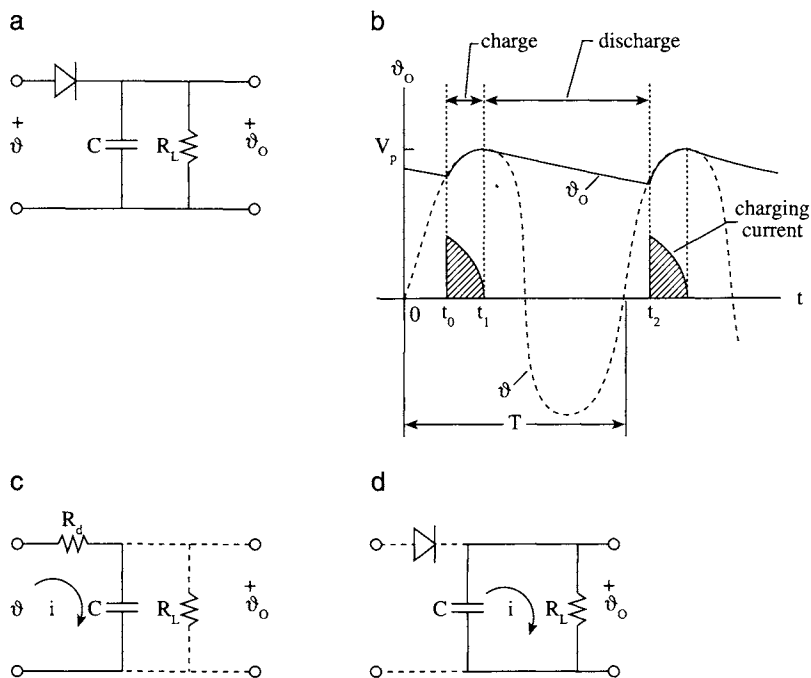 a
+
ϑ
C
R_L
+
ϑ_O
b
charge
discharge
ϑ_O
V_p
ϑ_O
charging
current
0
t_0
t_1
t_2
t
ϑ
T
c
R_d
ϑ
i
C
R_L
+
ϑ_O
d
C
i
R_L
+
ϑ_O